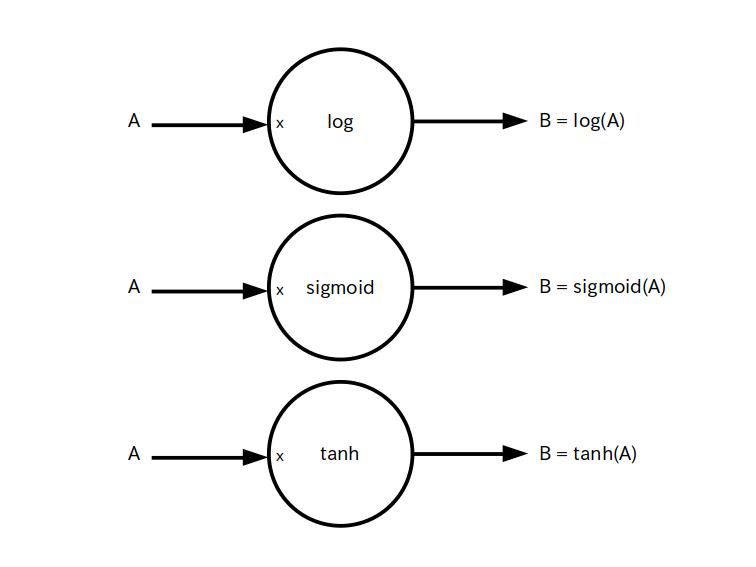 A x log B = log(A)
A x sigmoid B = sigmoid(A)
A x tanh B = tanh(A)